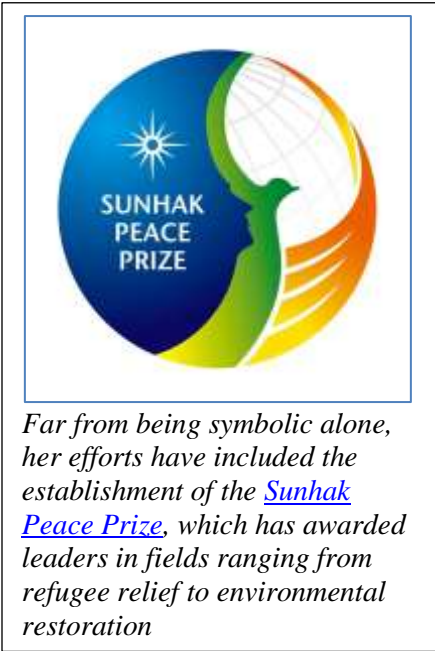 SUNHAK
PEACE
PRIZE
Far from being symbolic alone,
her efforts have included the
establishment of the Sunhak
Peace Prize, which has awarded
leaders in fields ranging from
refugee relief to environmental
restoration